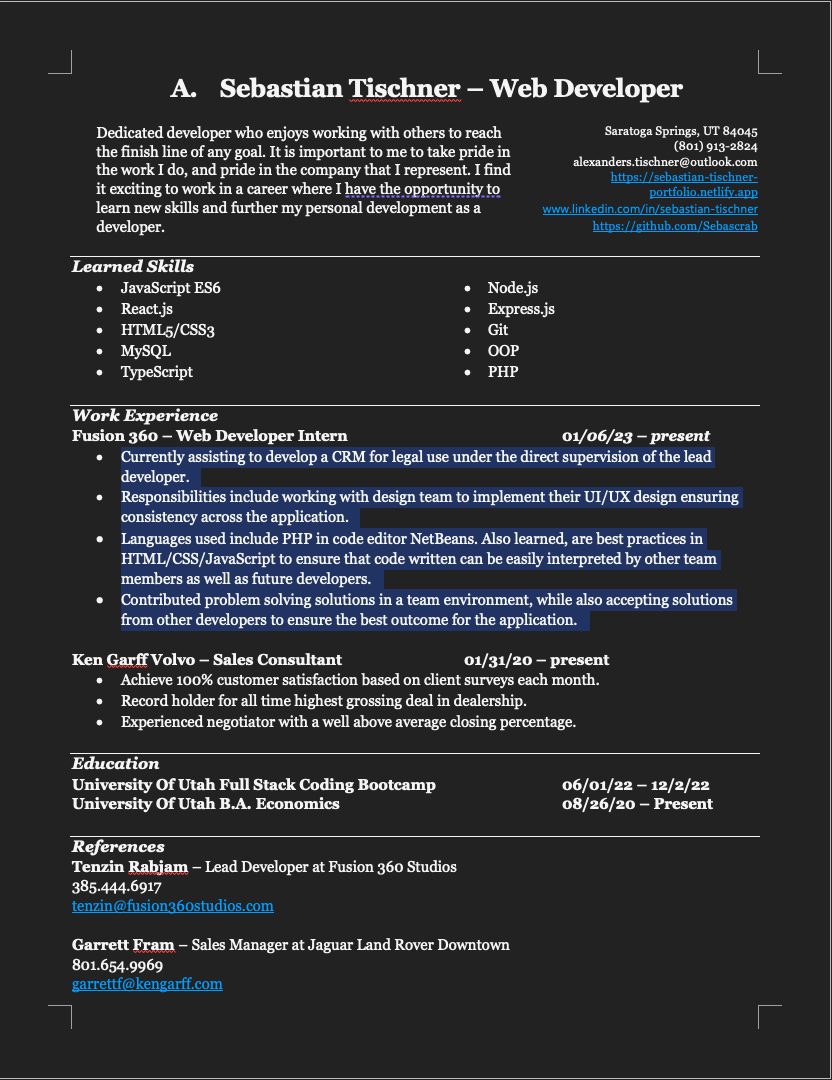 A. Sebastian Tischner – Web Developer
Dedicated developer who enjoys working with others to reach
the finish line of any goal. It is important to me to take pride in
the work I do, and pride in the company that I represent. I find
it exciting to work in a career where I have the opportunity to
learn new skills and further my personal development as a
developer.
Saratoga Springs, UT 84045
(801) 913-2824
alexanders.tischner@outlook.com
https://sebastian-tischner-
portfolio.netlify.app
www.linkedin.com/in/sebastian-tischner
https://github.com/Sebascrab
Learned Skills
• JavaScript ES6
• React.js
• HTML5/CSS3
• MySQL
• TypeScript
• Node.js
• Express.js
• Git
• OOP
• PHP
Work Experience
Fusion 360 – Web Developer Intern 01/06/23 – present
• Currently assisting to develop a CRM for legal use under the direct supervision of the lead
developer.
• Responsibilities include working with design team to implement their UI/UX design ensuring
consistency across the application.
• Languages used include PHP in code editor NetBeans. Also learned, are best practices in
HTML/CSS/JavaScript to ensure that code written can be easily interpreted by other team
members as well as future developers.
• Contributed problem solving solutions in a team environment, while also accepting solutions
from other developers to ensure the best outcome for the application.
Ken Garff Volvo – Sales Consultant 01/31/20 – present
• Achieve 100% customer satisfaction based on client surveys each month.
• Record holder for all time highest grossing deal in dealership.
• Experienced negotiator with a well above average closing percentage.
Education
University Of Utah Full Stack Coding Bootcamp 06/01/22 – 12/2/22
University Of Utah B.A. Economics 08/26/20 – Present
References
Tenzin Rabjam – Lead Developer at Fusion 360 Studios
385.444.6917
tenzin@fusion360studios.com
Garrett Fram – Sales Manager at Jaguar Land Rover Downtown
801.654.9969
garrettf@kengarff.com